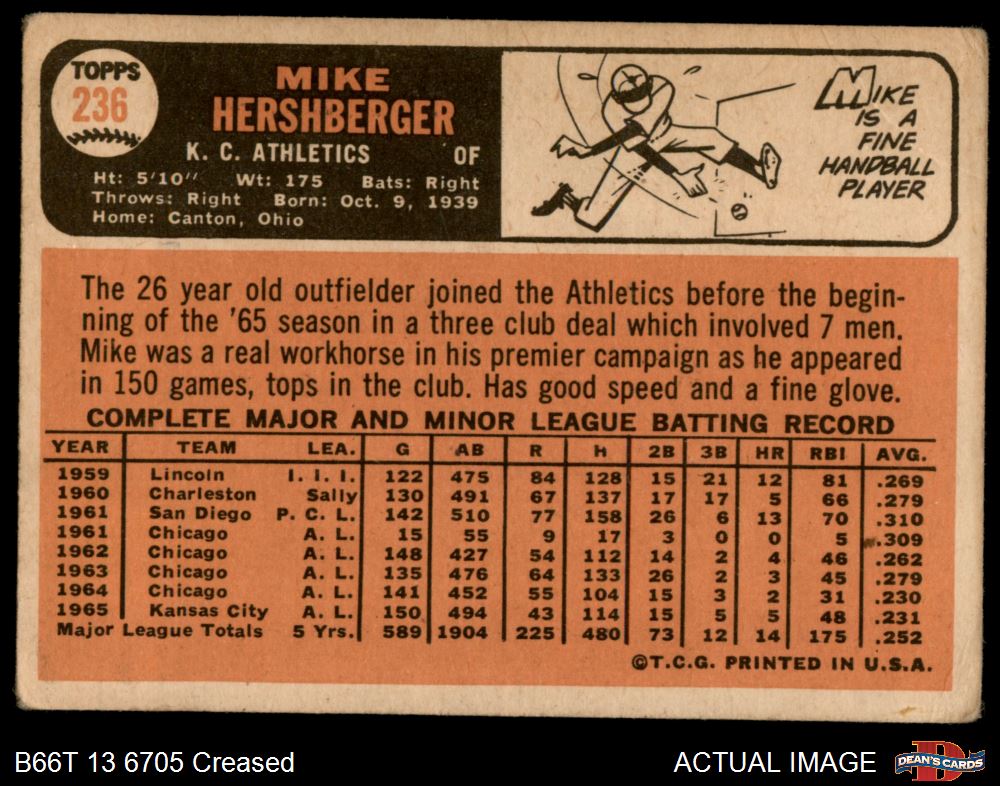 TOPPS
236
MIKE
HERSHBERGER
K. C. ATHLETICS OF
Ht: 5'10" Wt: 175 Bats: Right
Throws: Right Born: Oct. 9, 1939
Home: Canton, Ohio
MIKE
IS A
FINE
HANDBALL
PLAYER
The 26 year old outfielder joined the Athletics before the begin-
ning of the '65 season in a three club deal which involved 7 men.
Mike was a real workhorse in his premier campaign as he appeared
in 150 games, tops in the club. Has good speed and a fine glove.
COMPLETE MAJOR AND MINOR LEAGUE BATTING RECORD
YEAR TEAM LEA. G AB R H 2B 3B HR RBI AVG.
1959 Lincoln I. I. I. 122 475 84 128 15 21 12 81 .269
1960 Charleston Sally 130 491 67 137 17 17 5 66 .279
1961 San Diego P. C. L. 142 510 77 158 26 6 13 70 .310
1961 Chicago A. L. 15 55 9 17 3 0 0 5 .309
1962 Chicago A. L. 148 427 54 112 14 2 4 46 .262
1963 Chicago A. L. 135 476 64 133 26 2 3 45 .279
1964 Chicago A. L. 141 452 55 104 15 3 2 31 .230
1965 Kansas City A. L. 150 494 43 114 15 5 5 48 .231
Major League Totals 5 Yrs. 589 1904 225 480 73 12 14 175 .252
©T.C.G. PRINTED IN U.S.A.
B66T 13 6705 Creased
ACTUAL IMAGE
DEAN'S CARDS